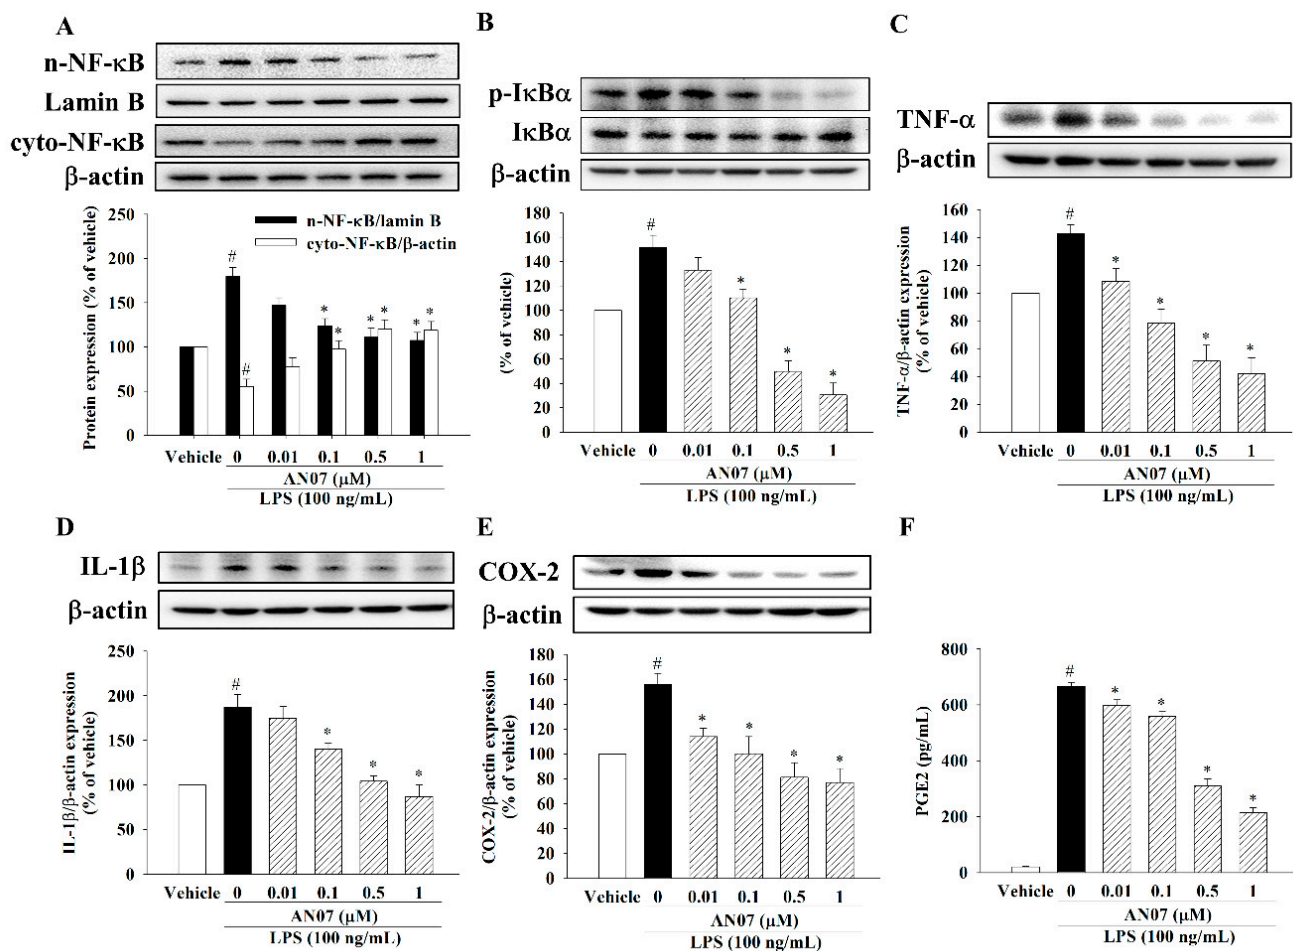 A
n-NF-κB
Lamin B
cyto-NF-κB
β-actin
Protein expression (% of vehicle)
250
200
150
100
50
0
n-NF-κB/lamin B
cyto-NF-κB/β-actin
#
#
*
*
*
*
*
*
Vehicle 0 0.01 0.1 0.5 1
AN07 (μM)
LPS (100 ng/mL)
B
p-IκBα
IκBα
β-actin
(% of vehicle)
180
160
140
120
100
80
60
40
20
0
#
*
*
*
Vehicle 0 0.01 0.1 0.5 1
AN07 (μM)
LPS (100 ng/mL)
C
TNF-α
β-actin
TNF-α/β-actin expression
(% of vehicle)
160
140
120
100
80
60
40
20
0
#
*
*
*
*
Vehicle 0 0.01 0.1 0.5 1
AN07 (μM)
LPS (100 ng/mL)
D
IL-1β
β-actin
IL-1β/β-actin expression
(% of vehicle)
250
200
150
100
50
0
#
*
*
*
Vehicle 0 0.01 0.1 0.5 1
AN07 (μM)
LPS (100 ng/mL)
E
COX-2
β-actin
COX-2/β-actin expression
(% of vehicle)
180
160
140
120
100
80
60
40
20
0
#
*
*
*
*
Vehicle 0 0.01 0.1 0.5 1
AN07 (μM)
LPS (100 ng/mL)
F
PGE2 (pg/mL)
800
600
400
200
0
#
*
*
*
*
Vehicle 0 0.01 0.1 0.5 1
AN07 (μM)
LPS (100 ng/mL)